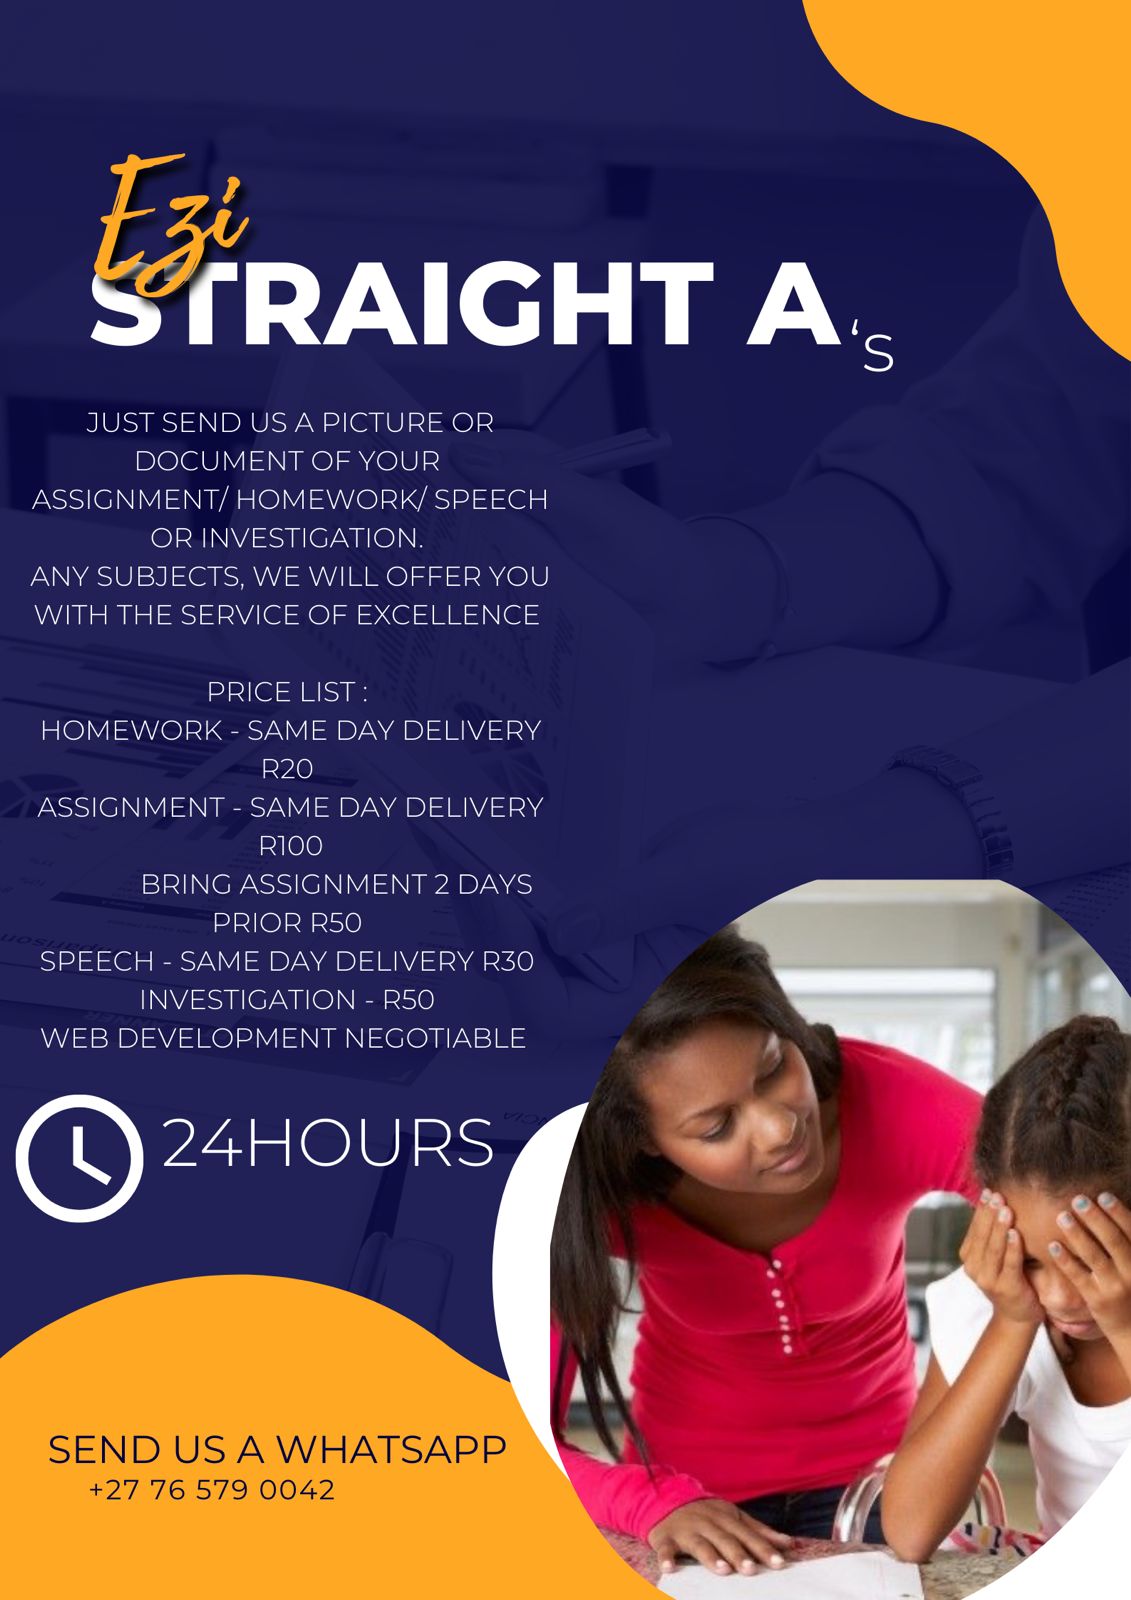 Ezi
STRAIGHT A 'S
JUST SEND US A PICTURE OR
DOCUMENT OF YOUR
ASSIGNMENT/ HOMEWORK/ SPEECH
OR INVESTIGATION.
ANY SUBJECTS, WE WILL OFFER YOU
WITH THE SERVICE OF EXCELLENCE
PRICE LIST :
HOMEWORK - SAME DAY DELIVERY
R20
ASSIGNMENT - SAME DAY DELIVERY
R100
BRING ASSIGNMENT 2 DAYS
PRIOR R50
SPEECH - SAME DAY DELIVERY R30
INVESTIGATION - R50
WEB DEVELOPMENT NEGOTIABLE
24HOURS
SEND US A WHATSAPP
+27 76 579 0042